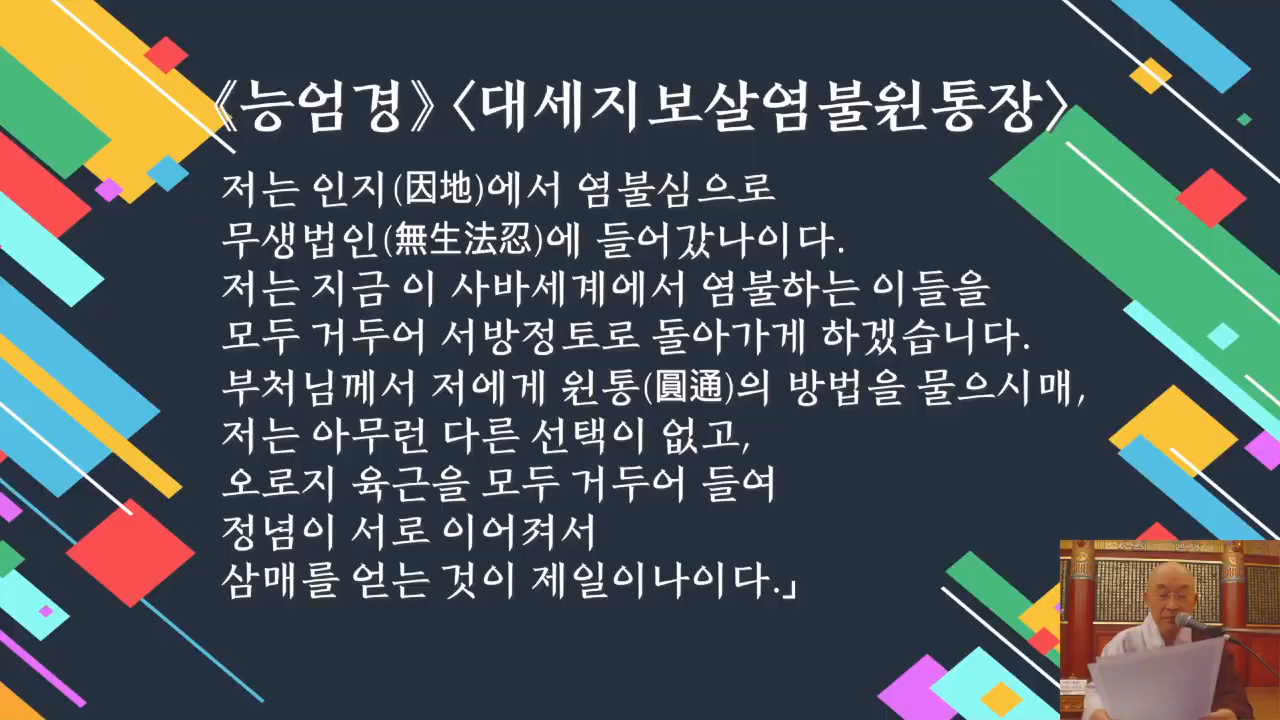 《능엄경》〈대세지보살염불원통장〉
저는 인지(因地)에서 염불심으로
무생법인(無生法忍)에 들어갔나이다.
저는 지금 이 사바세계에서 염불하는 이들을
모두 거두어 서방정토로 돌아가게 하겠습니다.
부처님께서 저에게 원통(圓通)의 방법을 물으시매,
저는 아무런 다른 선택이 없고,
오로지 육근을 모두 거두어 들여
정념이 서로 이어져서
삼매를 얻는 것이 제일이나이다.」